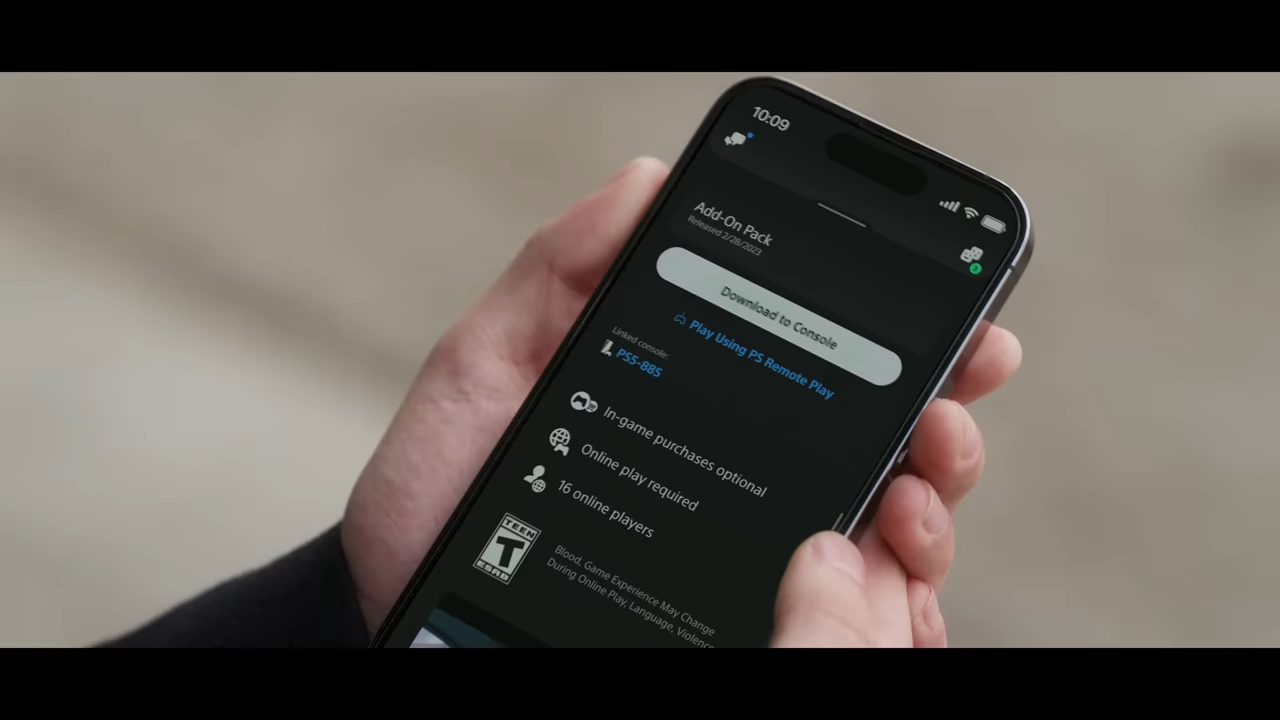 10:09
Add-On Pack
Released 2/28/2023
Download to Console
Play Using PS Remote Play
Linked console:
PS5-885
In-game purchases optional
Online play required
16 online players
TEEN
T
ESRB
Blood, Game Experience May Change
During Online Play, Language, Violence